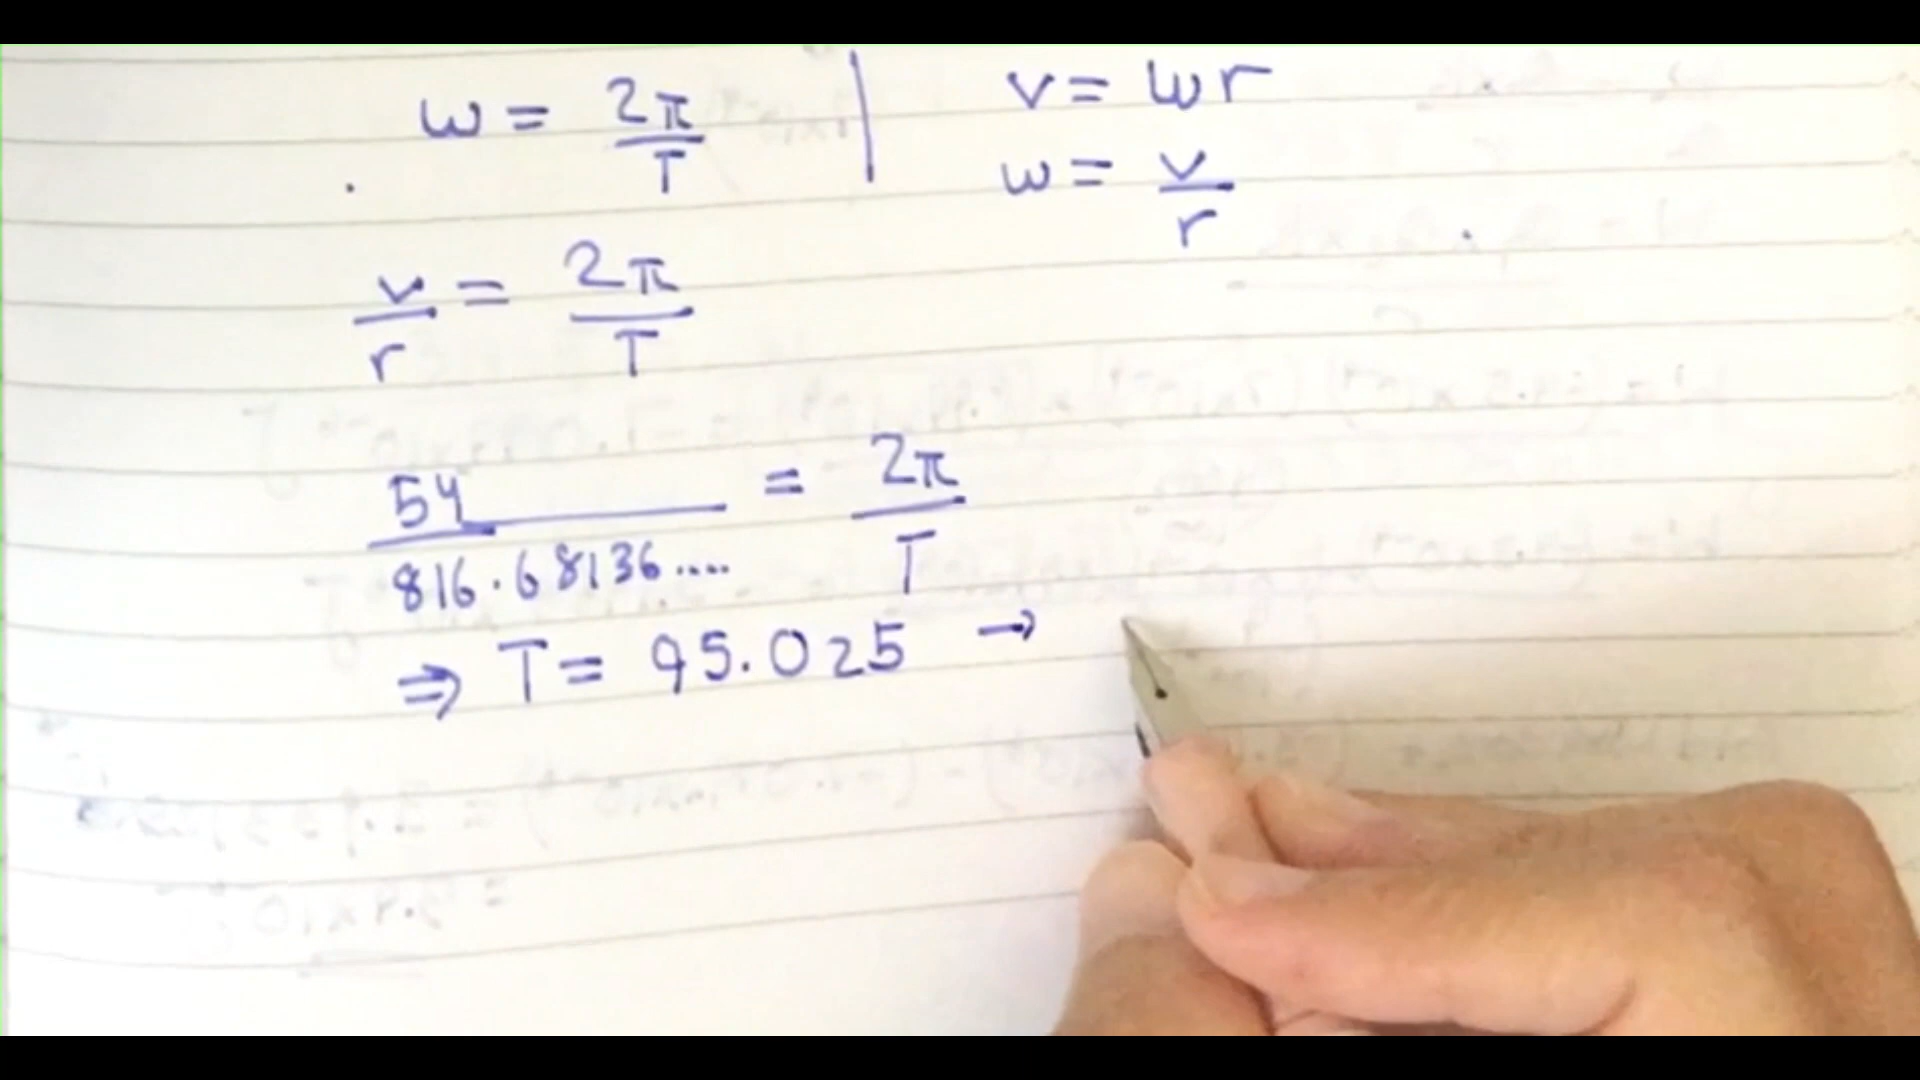 ω = 2π/T | v = ωr
ω = v/r
v/r = 2π/T
54/816.68136.... = 2π/T
⇒ T = 95.025 →